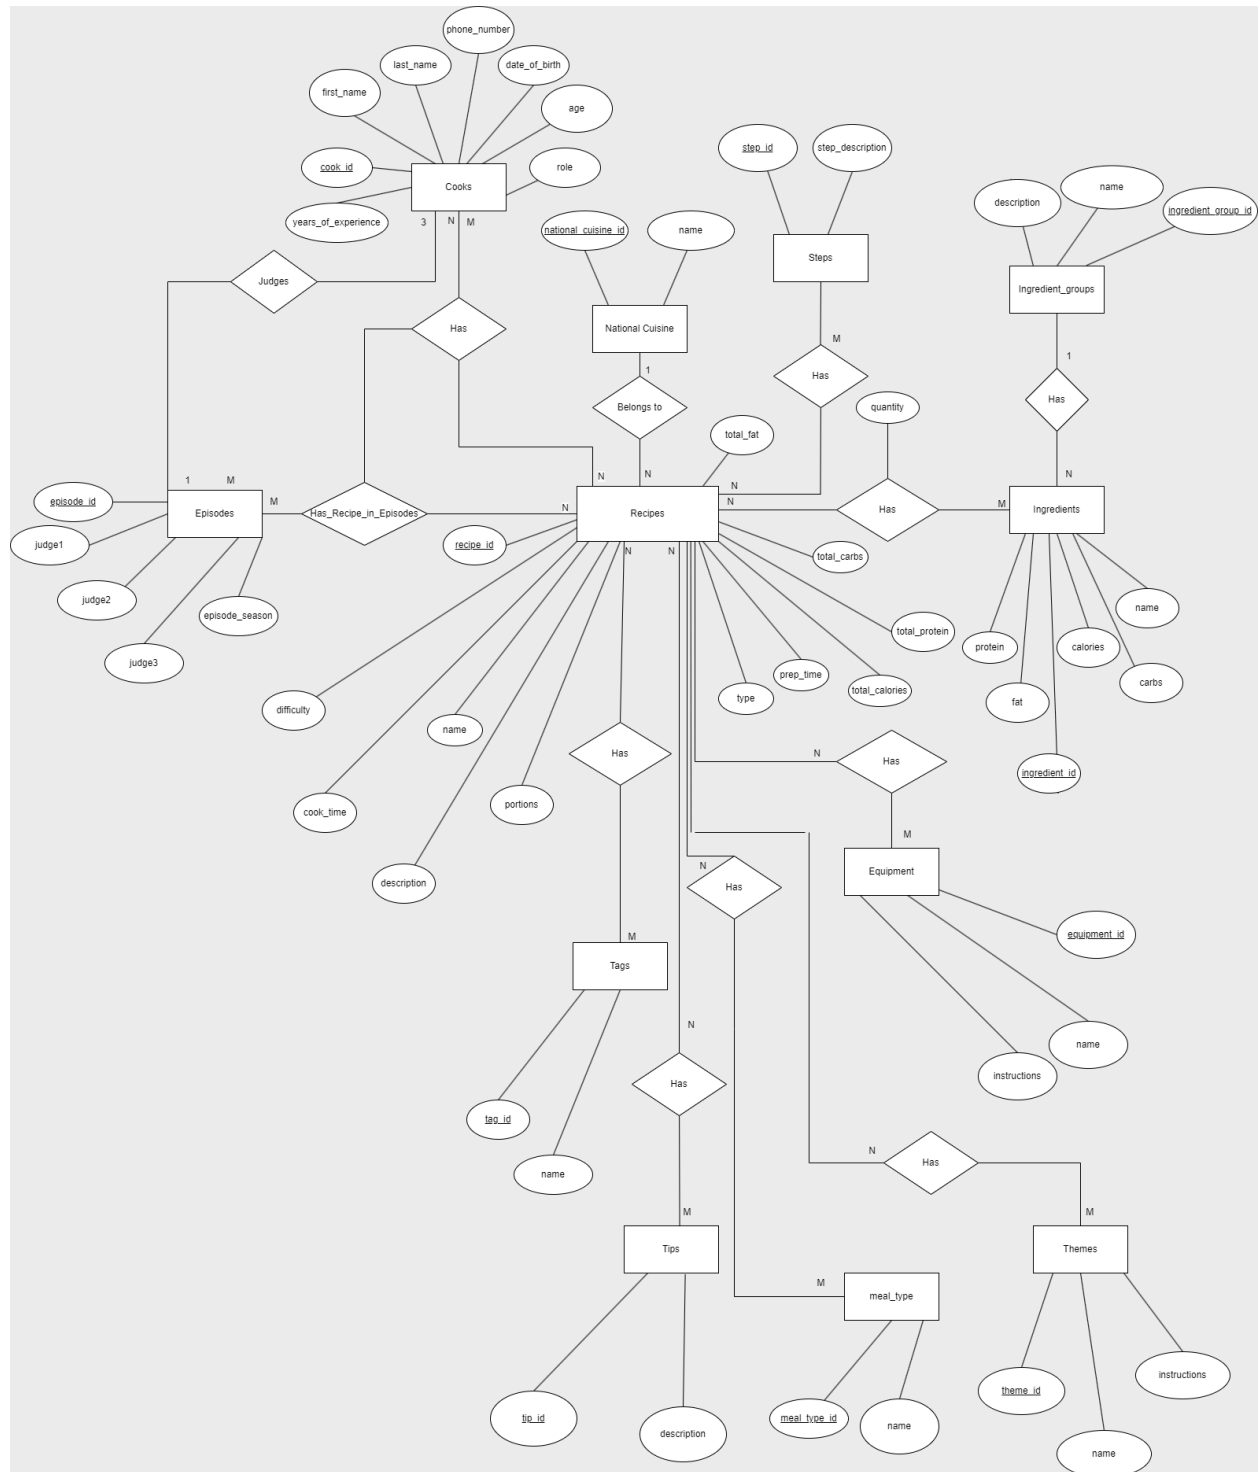 phone_number
last_name
date_of_birth
first_name
age
cook_id
Cooks
role
years_of_experience
3
N
M
step_id
step_description
description
name
ingredient_group_id
national_cuisine_id
name
Steps
Ingredient_groups
Judges
Has
National Cuisine
M
1
1
Has
Has
Belongs to
quantity
total_fat
N
N
N
N
N
1
M
M
N
N
M
episode_id
Episodes
Has_Recipe_in_Episodes
Recipes
Has
Ingredients
judge1
recipe_id
N
N
total_carbs
judge2
episode_season
name
judge3
total_protein
protein
calories
prep_time
carbs
difficulty
type
total_calories
fat
name
Has
N
Has
ingredient_id
cook_time
portions
M
N
Has
Equipment
description
M
equipment_id
Tags
N
name
instructions
Has
tag_id
name
N
Has
M
M
Tips
Themes
M
meal_type
instructions
theme_id
tip_id
description
meal_type_id
name
name